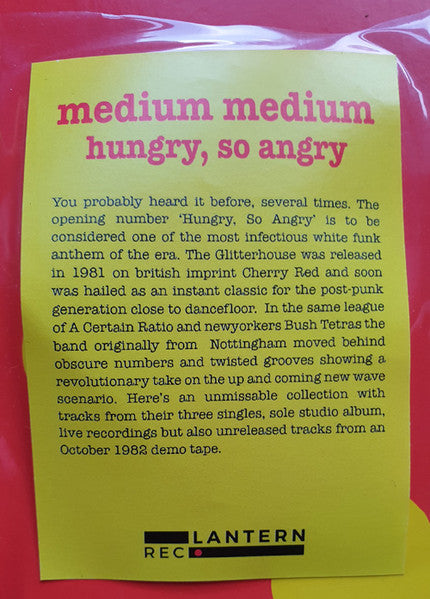 medium medium
hungry, so angry
You probably heard it before, several times. The
opening number ‘Hungry, So Angry’ is to be
considered one of the most infectious white funk
anthem of the era. The Glitterhouse was released
in 1981 on british imprint Cherry Red and soon
was hailed as an instant classic for the post-punk
generation close to dancefloor. In the same league
of A Certain Ratio and newyorkers Bush Tetras the
band originally from Nottingham moved behind
obscure numbers and twisted grooves showing a
revolutionary take on the up and coming new wave
scenario. Here's an unmissable collection with
tracks from their three singles, sole studio album,
live recordings but also unreleased tracks from an
October 1982 demo tape.
LANTERN
REC